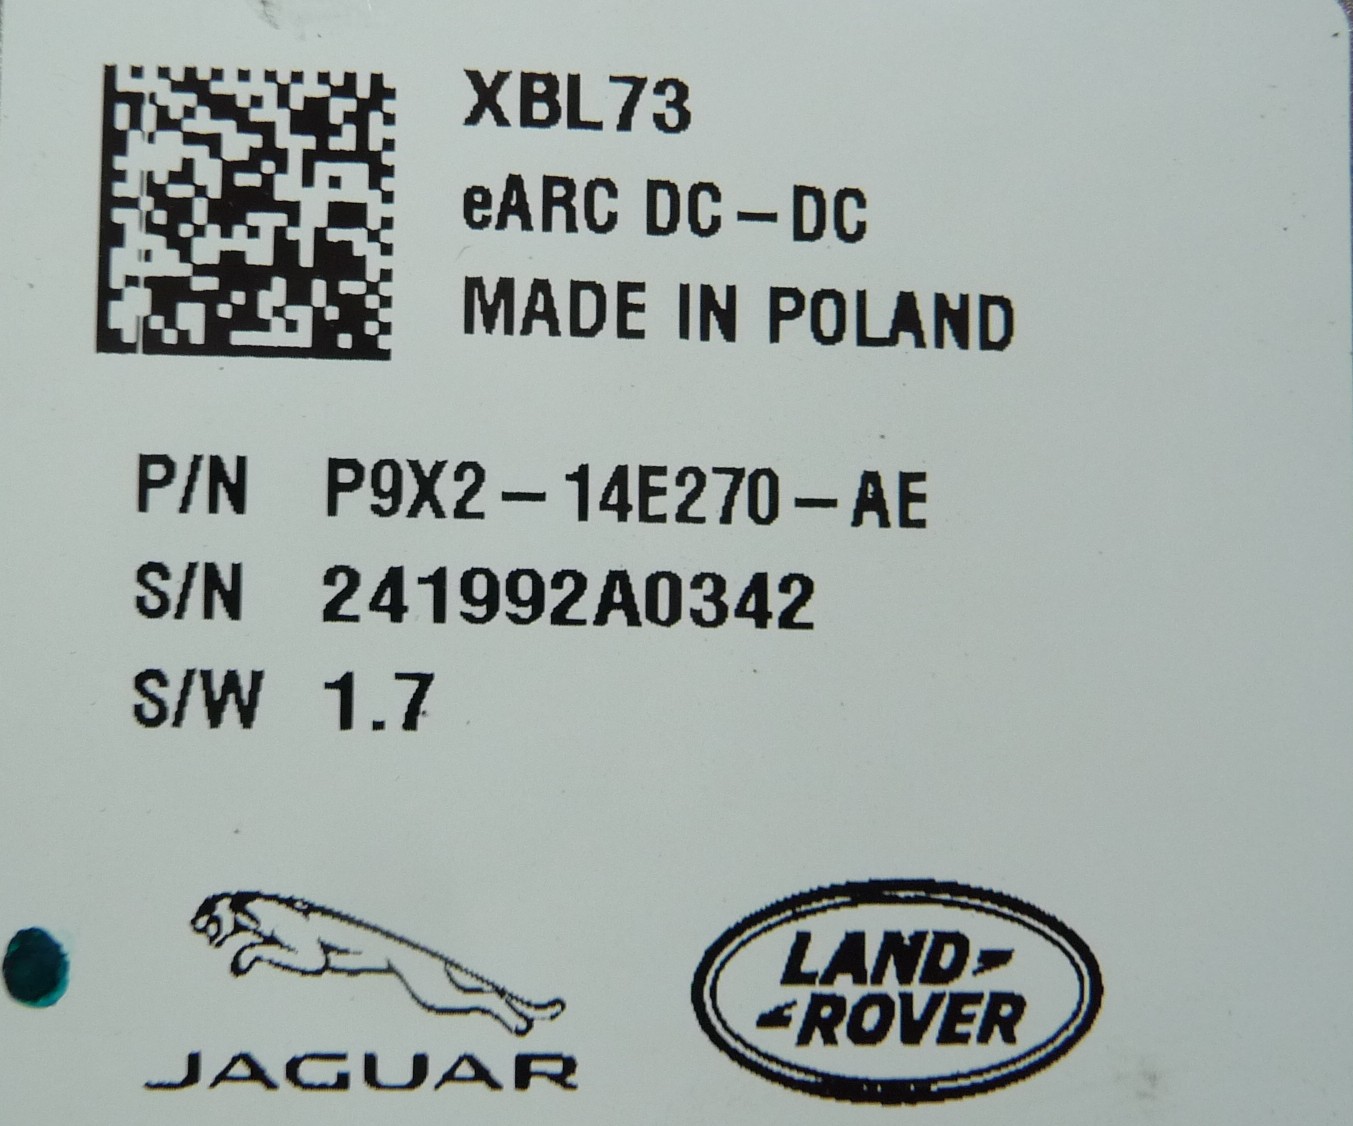 XBL73
eARC DC-DC
MADE IN POLAND
P/N P9X2-14E270-AE
S/N 241992A0342
S/W 1.7
JAGUAR
LAND-
-ROVER